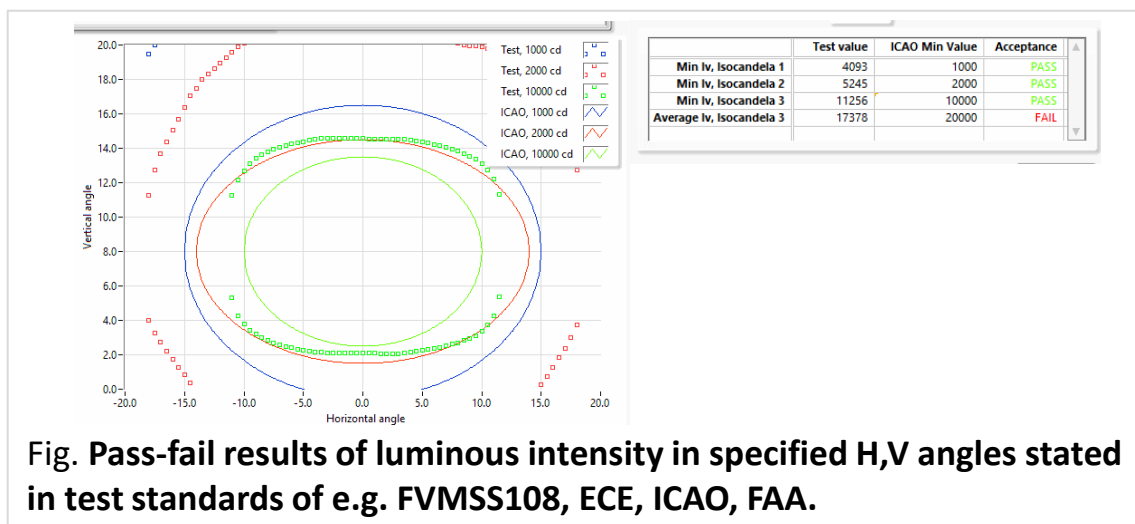 Test, 1000 cd
Test, 2000 cd
Test, 10000 cd
ICAO, 1000 cd
ICAO, 2000 cd
ICAO, 10000 cd
20.0
18.0
16.0
14.0
12.0
10.0
8.0
6.0
4.0
2.0
0.0
Vertical angle
-20.0 -15.0 -10.0 -5.0 0.0 5.0 10.0 15.0 20.0
Horizontal angle
Test value ICAO Min Value Acceptance
Min Iv, Isocandela 1 4093 1000 PASS
Min Iv, Isocandela 2 5245 2000 PASS
Min Iv, Isocandela 3 11256 10000 PASS
Average Iv, Isocandela 3 17378 20000 FAIL
Fig. Pass-fail results of luminous intensity in specified H,V angles stated
in test standards of e.g. FVMSS108, ECE, ICAO, FAA.